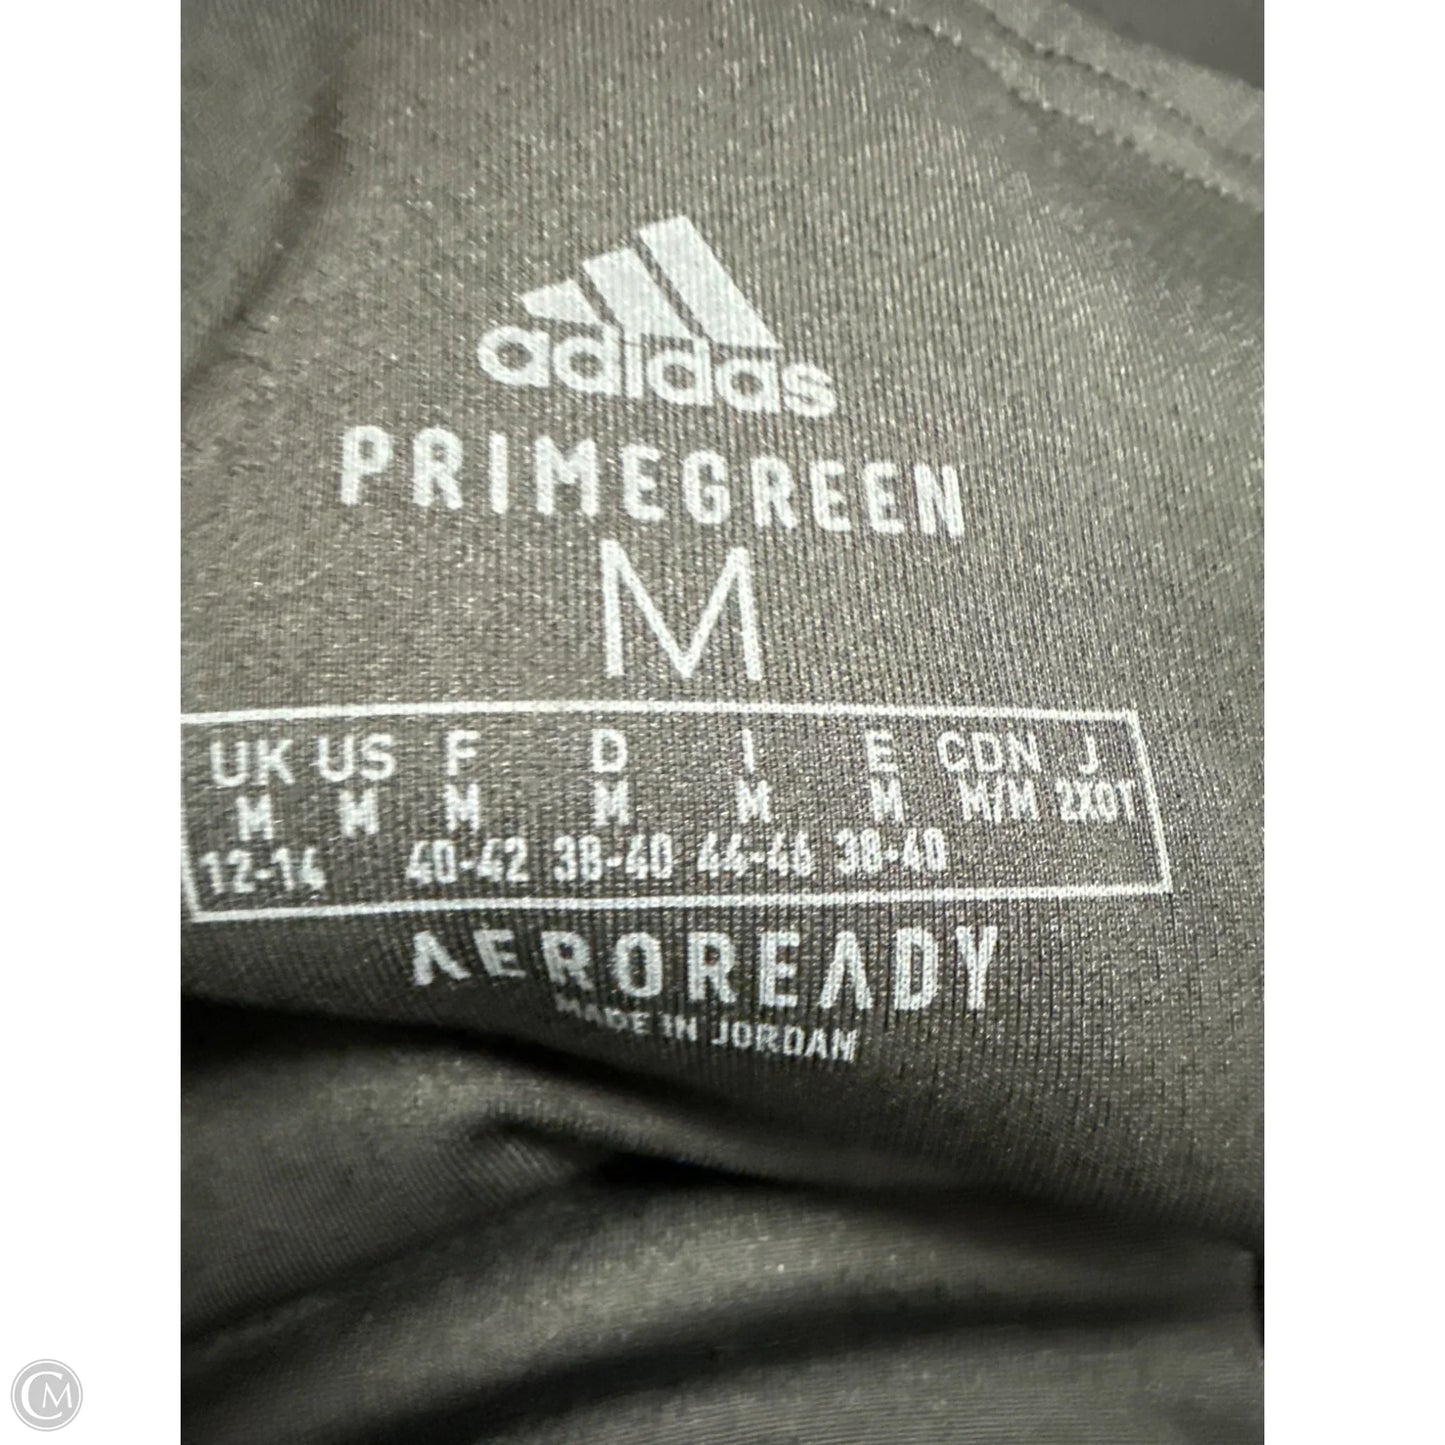 adidas
PRIMEGREEN
M
UK US F D I E CDN J
M M M M M M M/M 2XOT
12-14 40-42 38-40 44-46 38-40
AEROREADY
MADE IN JORDAN
CM